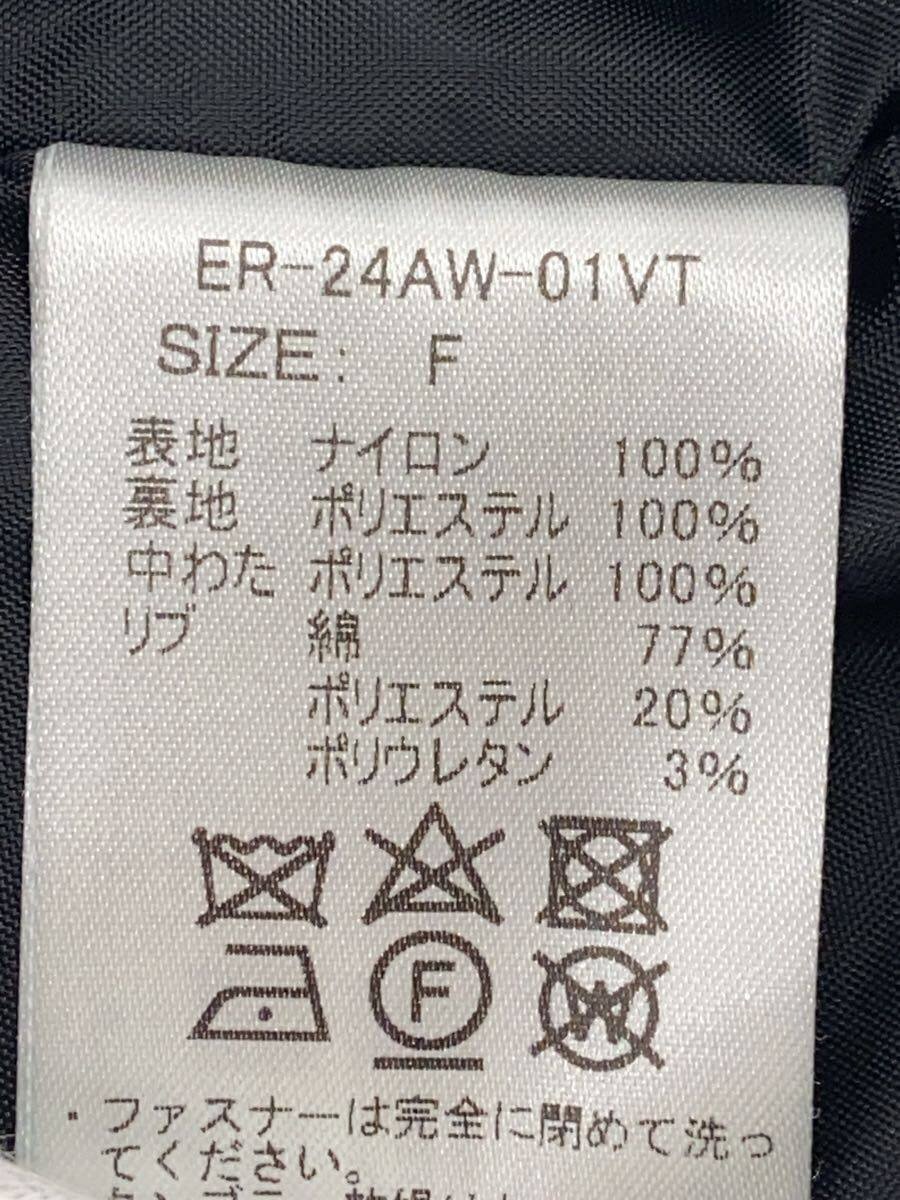 ER-24AW-01VT
SIZE: F
表地 ナイロン 100%
裏地 ポリエステル 100%
中わた ポリエステル 100%
リブ 綿 77%
ポリエステル 20%
ポリウレタン 3%
F
W
・ファスナーは完全に閉めて洗っ
てください。